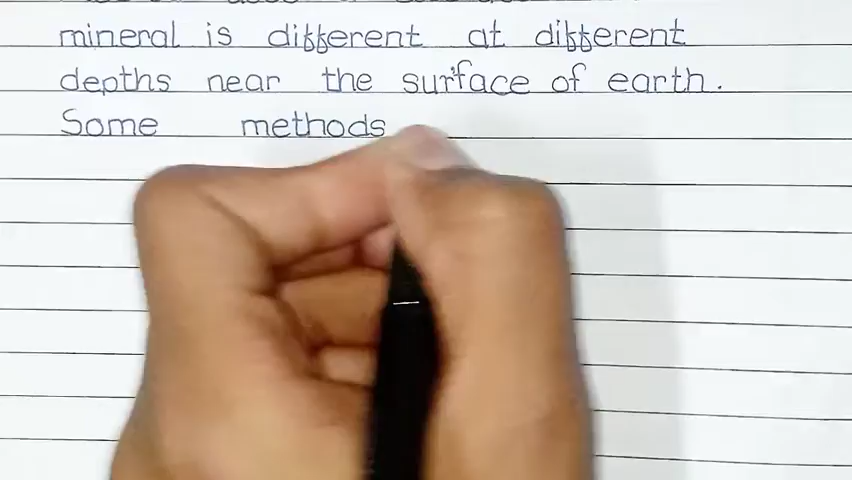 mineral is different at different
depths near the surface of earth.
Some methods